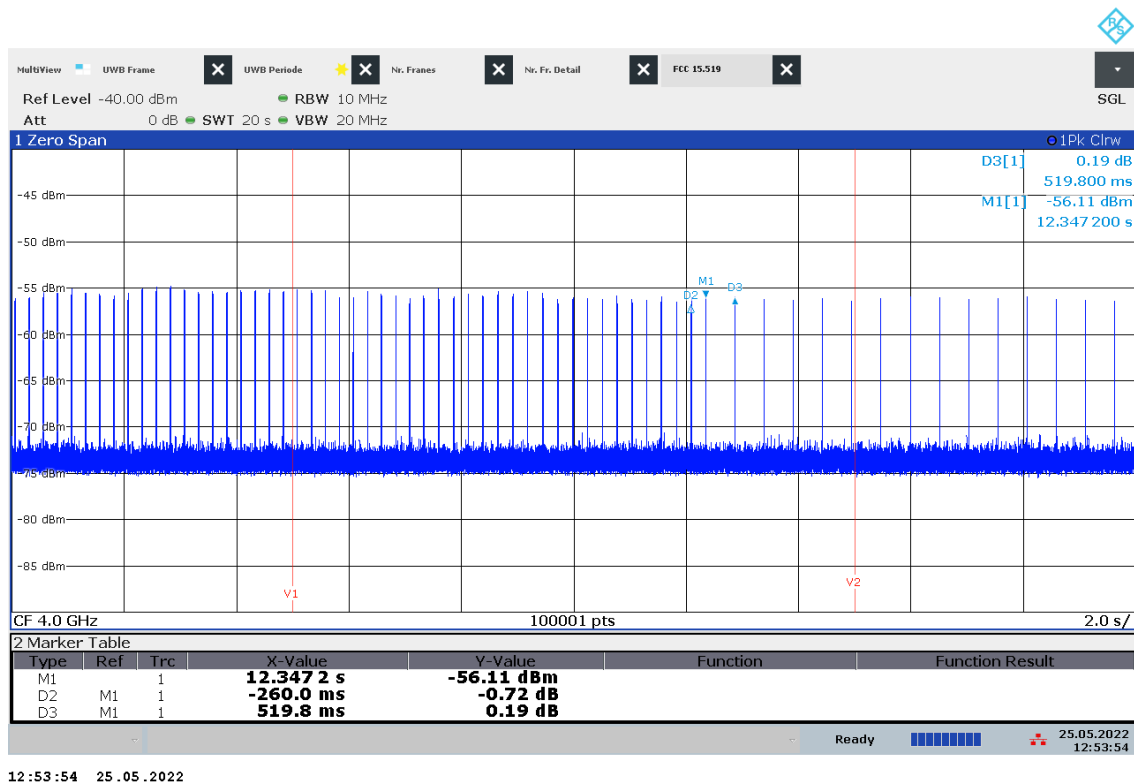 R&S
MultiView UWB Frame UWB Periode Nr. Franes Nr. Fr. Detail FCC 15.519
Ref Level -40.00 dBm RBW 10 MHz SGL
Att 0 dB SWT 20 s VBW 20 MHz
1 Zero Span 1Pk Clrw
D3[1] 0.19 dB
519.800 ms
-45 dBm M1[1] -56.11 dBm
12.347 200 s
-50 dBm
M1
-55 dBm D2 D3
-60 dBm
-65 dBm
-70 dBm
-75 dBm
-80 dBm
-85 dBm
V1 V2
CF 4.0 GHz 100001 pts 2.0 s/
2 Marker Table
Type Ref Trc X-Value Y-Value Function Function Result
M1 1 12.347 2 s -56.11 dBm
D2 M1 1 -260.0 ms -0.72 dB
D3 M1 1 519.8 ms 0.19 dB
Ready 25.05.2022
12:53:54
12:53:54 25.05.2022